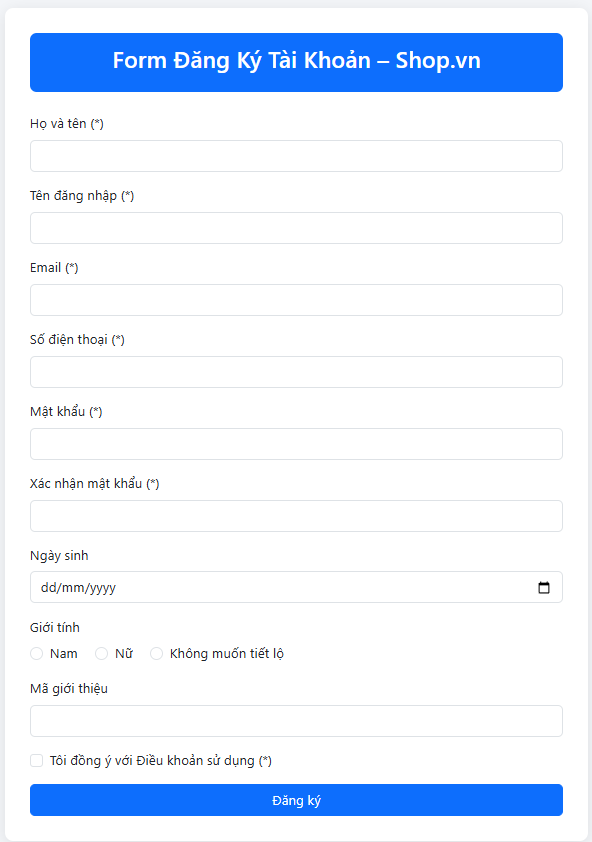 Form Đăng Ký Tài Khoản – Shop.vn
Họ và tên (*)
Tên đăng nhập (*)
Email (*)
Số điện thoại (*)
Mật khẩu (*)
Xác nhận mật khẩu (*)
Ngày sinh
dd/mm/yyyy
Giới tính
Nam Nữ Không muốn tiết lộ
Mã giới thiệu
Tôi đồng ý với Điều khoản sử dụng (*)
Đăng ký